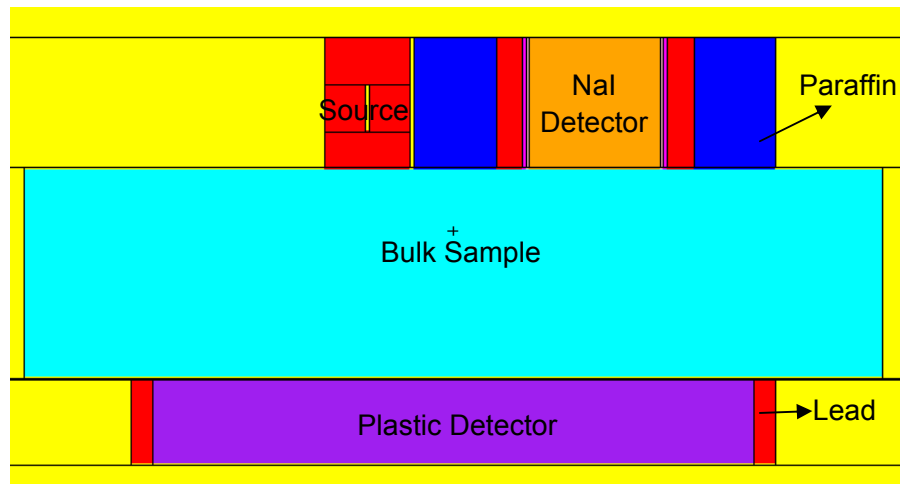 Source
NaI
Detector
Paraffin
Bulk Sample
Plastic Detector
Lead